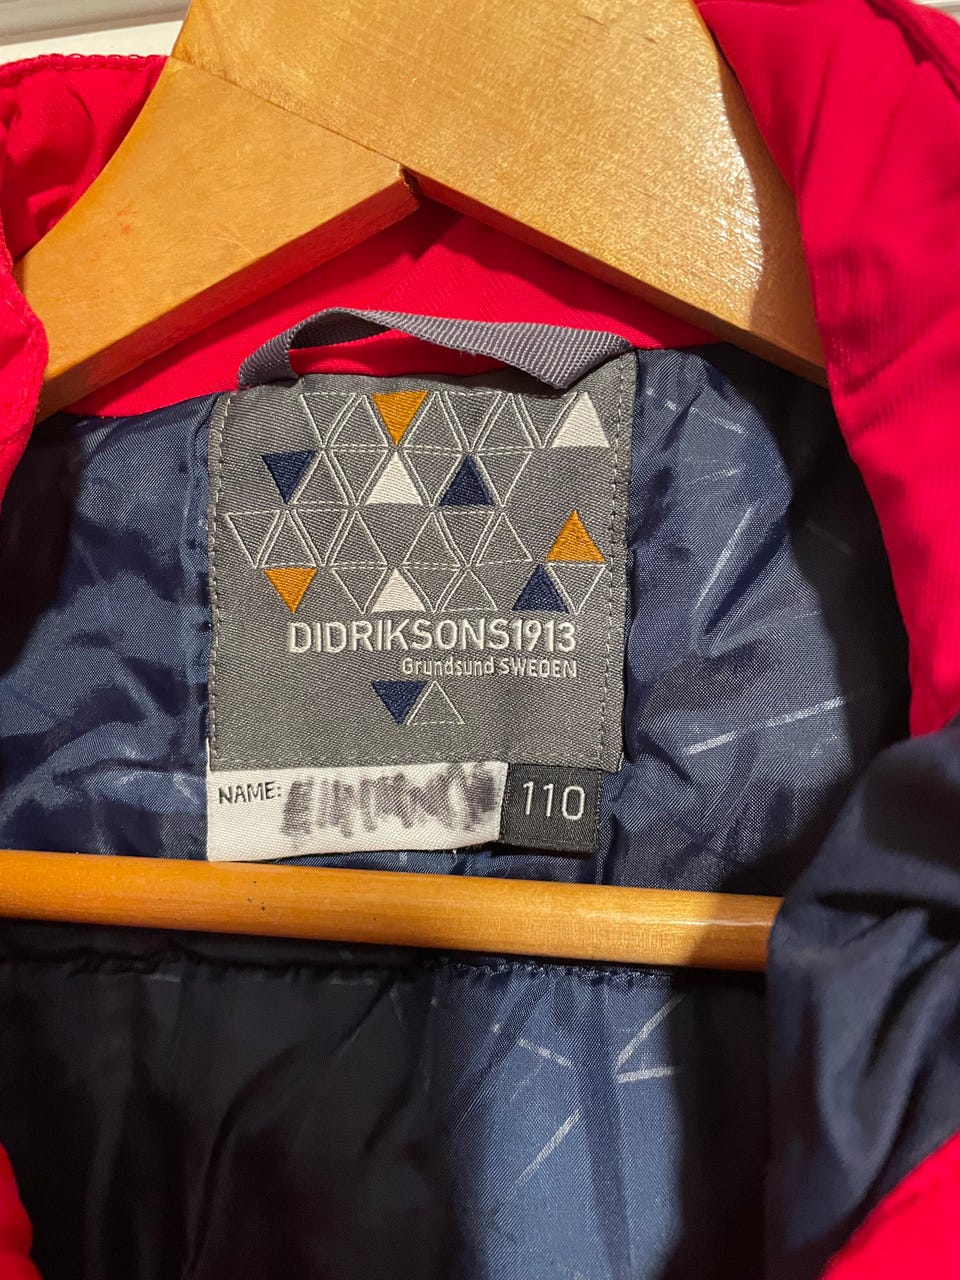 DIDRIKSONS1913
Grundsund SWEDEN
NAME:
110